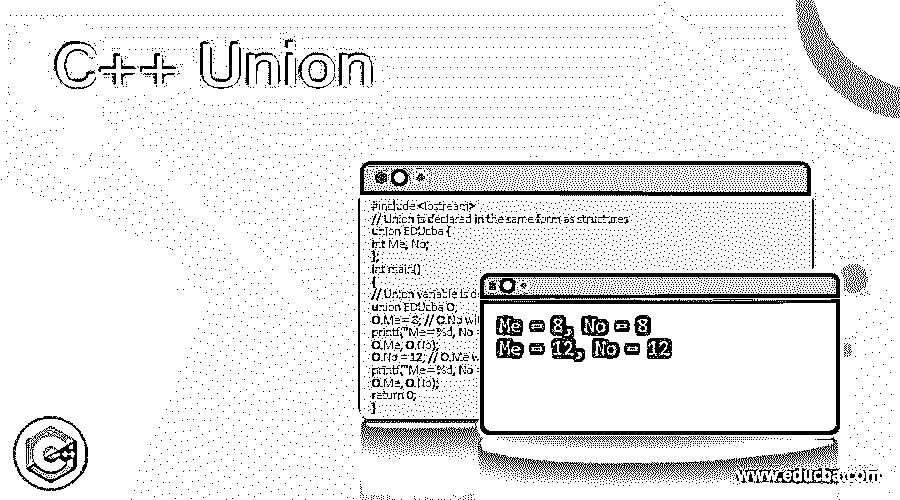 C++ Union
#include<iostream>
// Union is declared in the same form as structures
union EDUcba {
int Me, No;
};
int main()
{
// Union variable is d
union EDUcba O;
O.Me = 8; // O.No wil
printf("Me = %d, No =
O.Me, O.No);
O.No = 12; // O.Me w
printf("Me = %d, No =
O.Me, O.No);
return 0;
}
Me = 8, No = 8
Me = 12, No = 12
www.educba.com